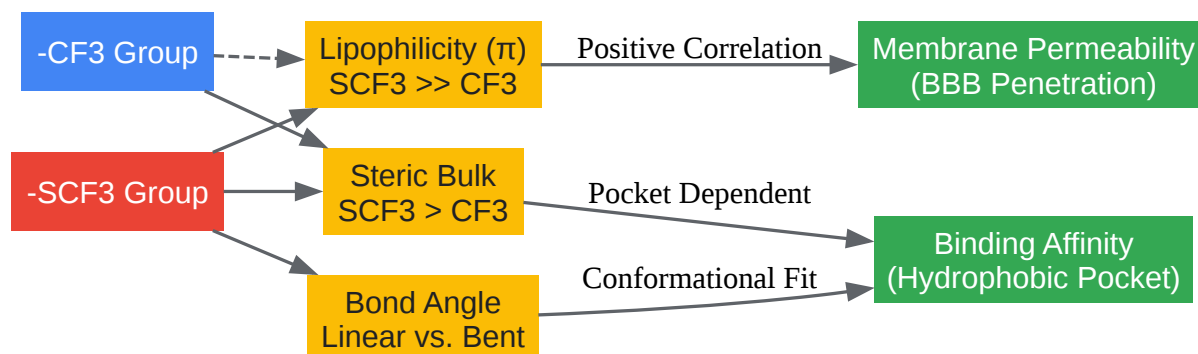 -CF3 Group
Lipophilicity (π)
SCF3 >> CF3
Positive Correlation
Membrane Permeability
(BBB Penetration)
-SCF3 Group
Steric Bulk
SCF3 > CF3
Pocket Dependent
Binding Affinity
(Hydrophobic Pocket)
Conformational Fit
Bond Angle
Linear vs. Bent